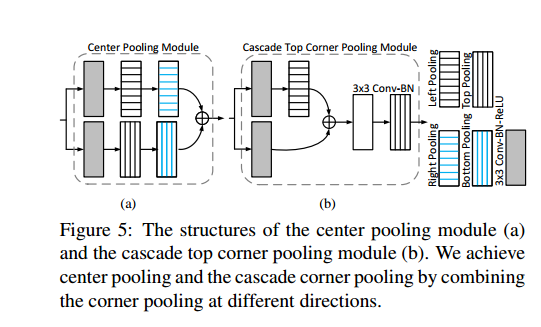 Center Pooling Module
Cascade Top Corner Pooling Module
3x3 Conv-BN
Left Pooling
Top Pooling
Right Pooling
Bottom Pooling
3x3 Conv-BN-ReLU
(a)
(b)
Figure 5: The structures of the center pooling module (a)
and the cascade top corner pooling module (b). We achieve
center pooling and the cascade corner pooling by combining
the corner pooling at different directions.